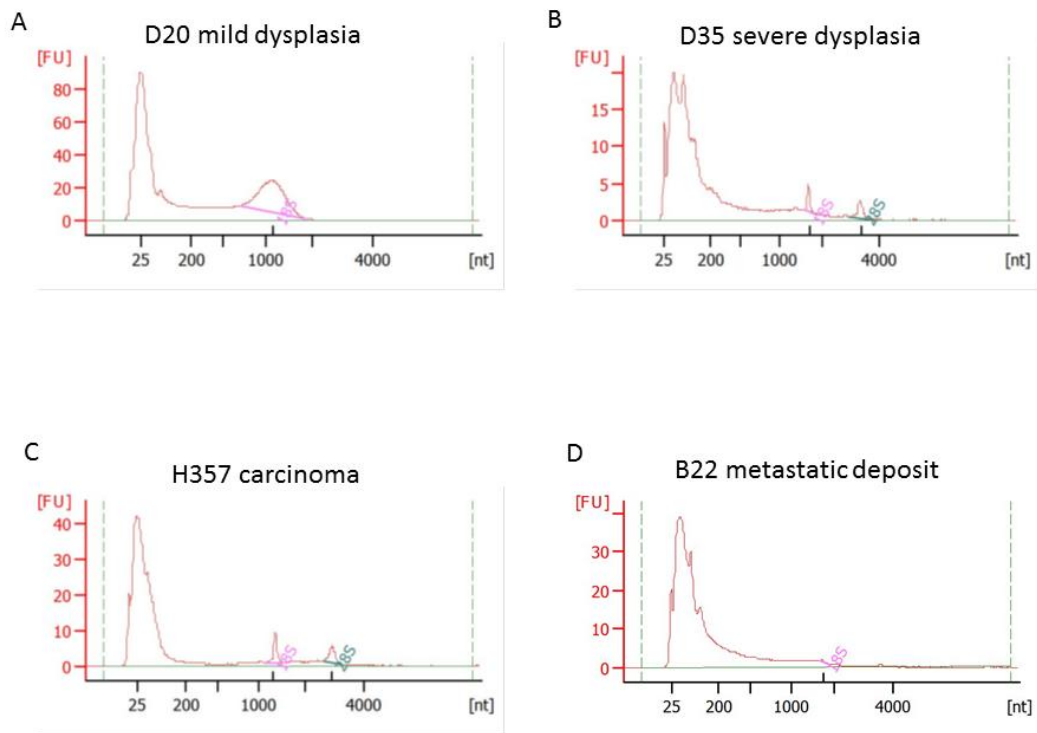 A
D20 mild dysplasia
[FU]
80
60
40
20
0
18S
25 200 1000 4000 [nt]
B
D35 severe dysplasia
[FU]
15
10
5
0
18S
28S
25 200 1000 4000 [nt]
C
H357 carcinoma
[FU]
40
30
20
10
0
18S
28S
25 200 1000 4000 [nt]
D
B22 metastatic deposit
[FU]
30
20
10
0
18S
25 200 1000 4000 [nt]